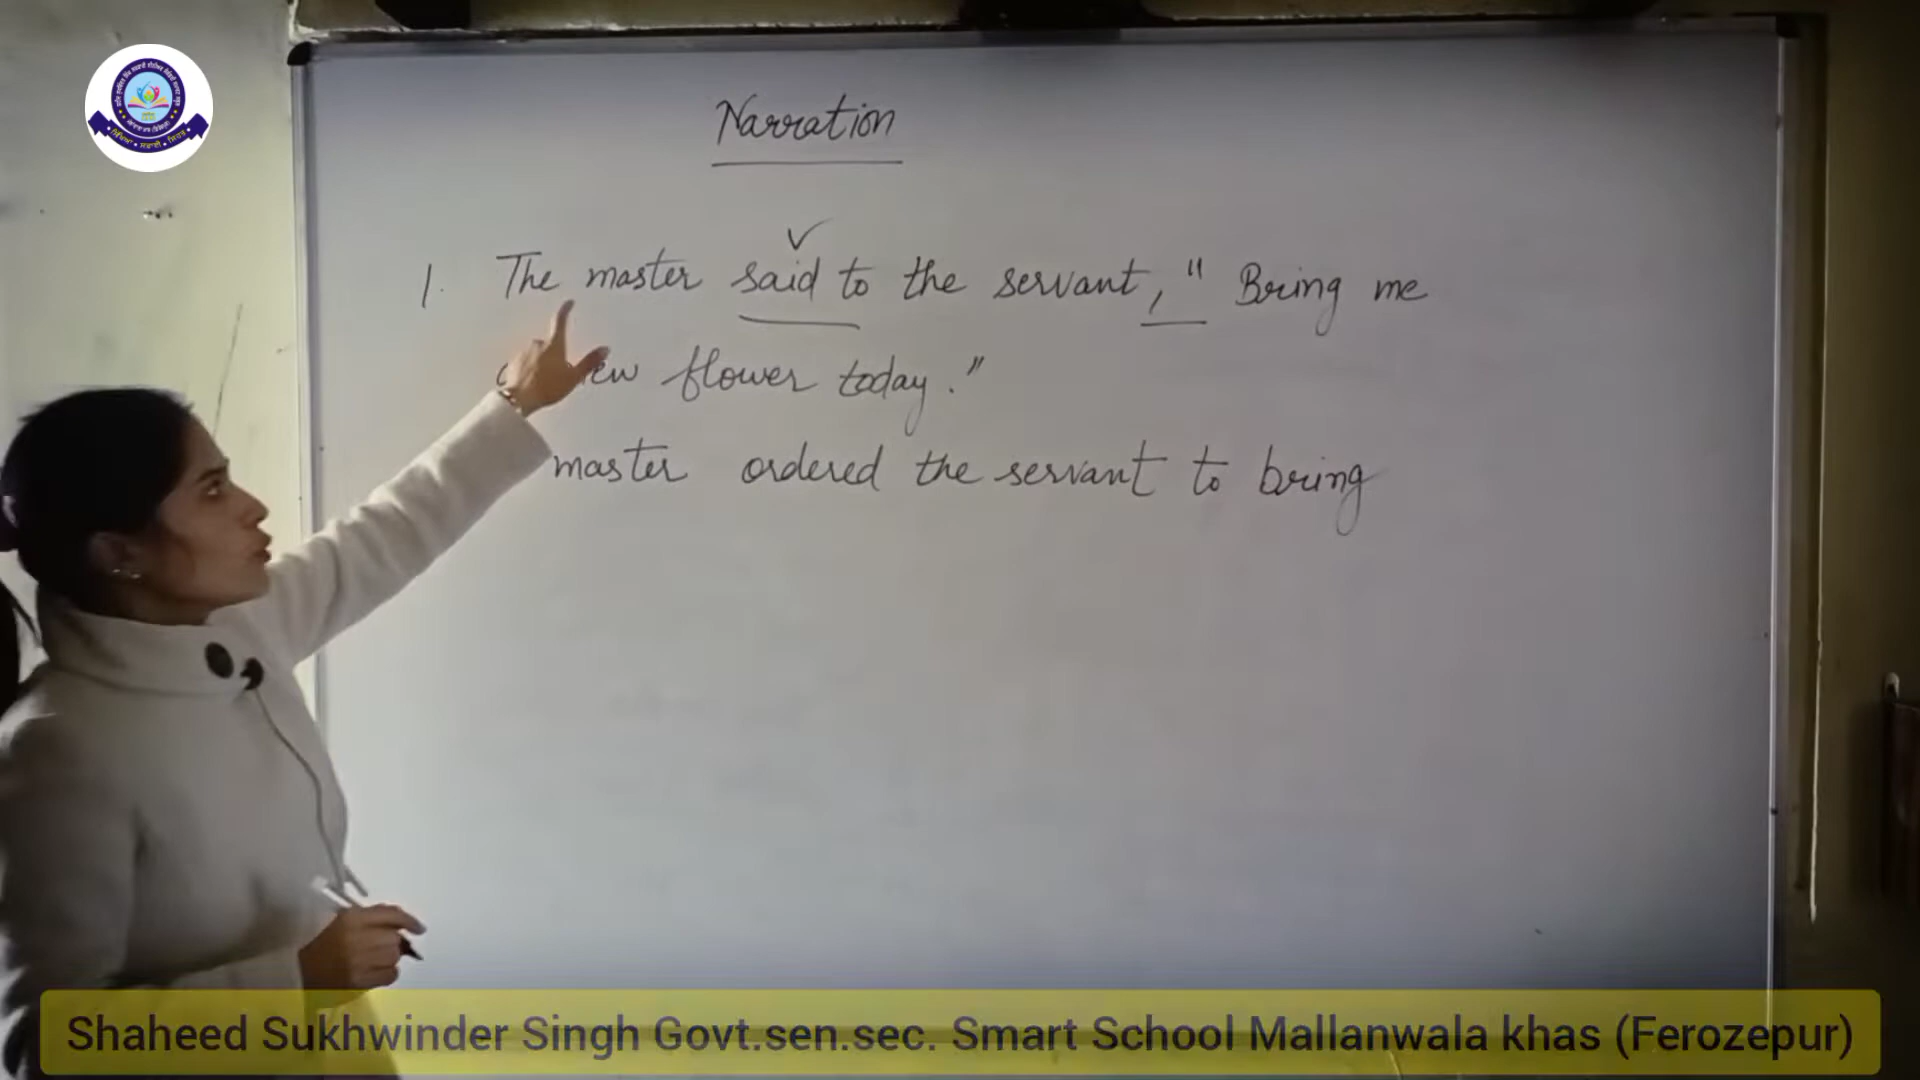 Narration
1. The master said to the servant, " Bring me
flower today."
master ordered the servant to bring
Shaheed Sukhwinder Singh Govt.sen.sec. Smart School Mallanwala khas (Ferozepur)